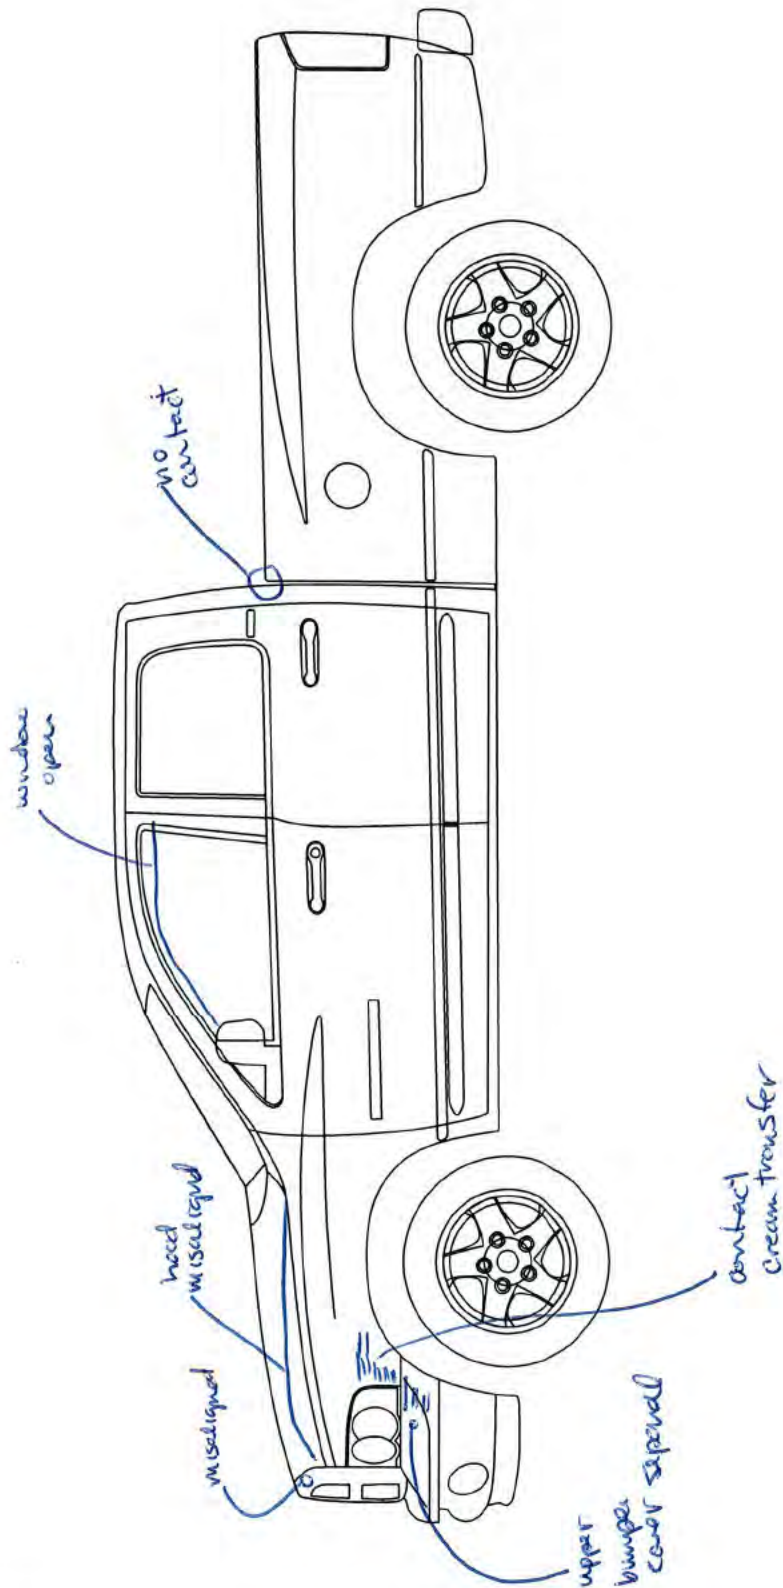 misaligned
hood
misaligned
window
open
no
contact
upper
bumper
cover separated
contact
cream transfer